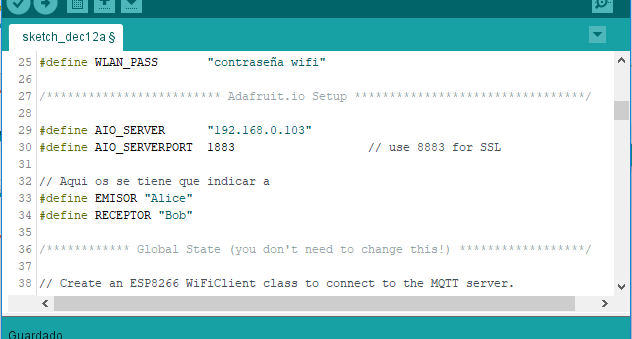 sketch_dec12a §
25 #define WLAN_PASS "contraseña wifi"
26
27 /************************* Adafruit.io Setup *********************************/
28
29 #define AIO_SERVER "192.168.0.103"
30 #define AIO_SERVERPORT 1883 // use 8883 for SSL
31
32 // Aqui os se tiene que indicar a
33 #define EMISOR "Alice"
34 #define RECEPTOR "Bob"
35
36 /************ Global State (you don't need to change this!) ******************/
37
38 // Create an ESP8266 WiFiClient class to connect to the MQTT server.
Guardado